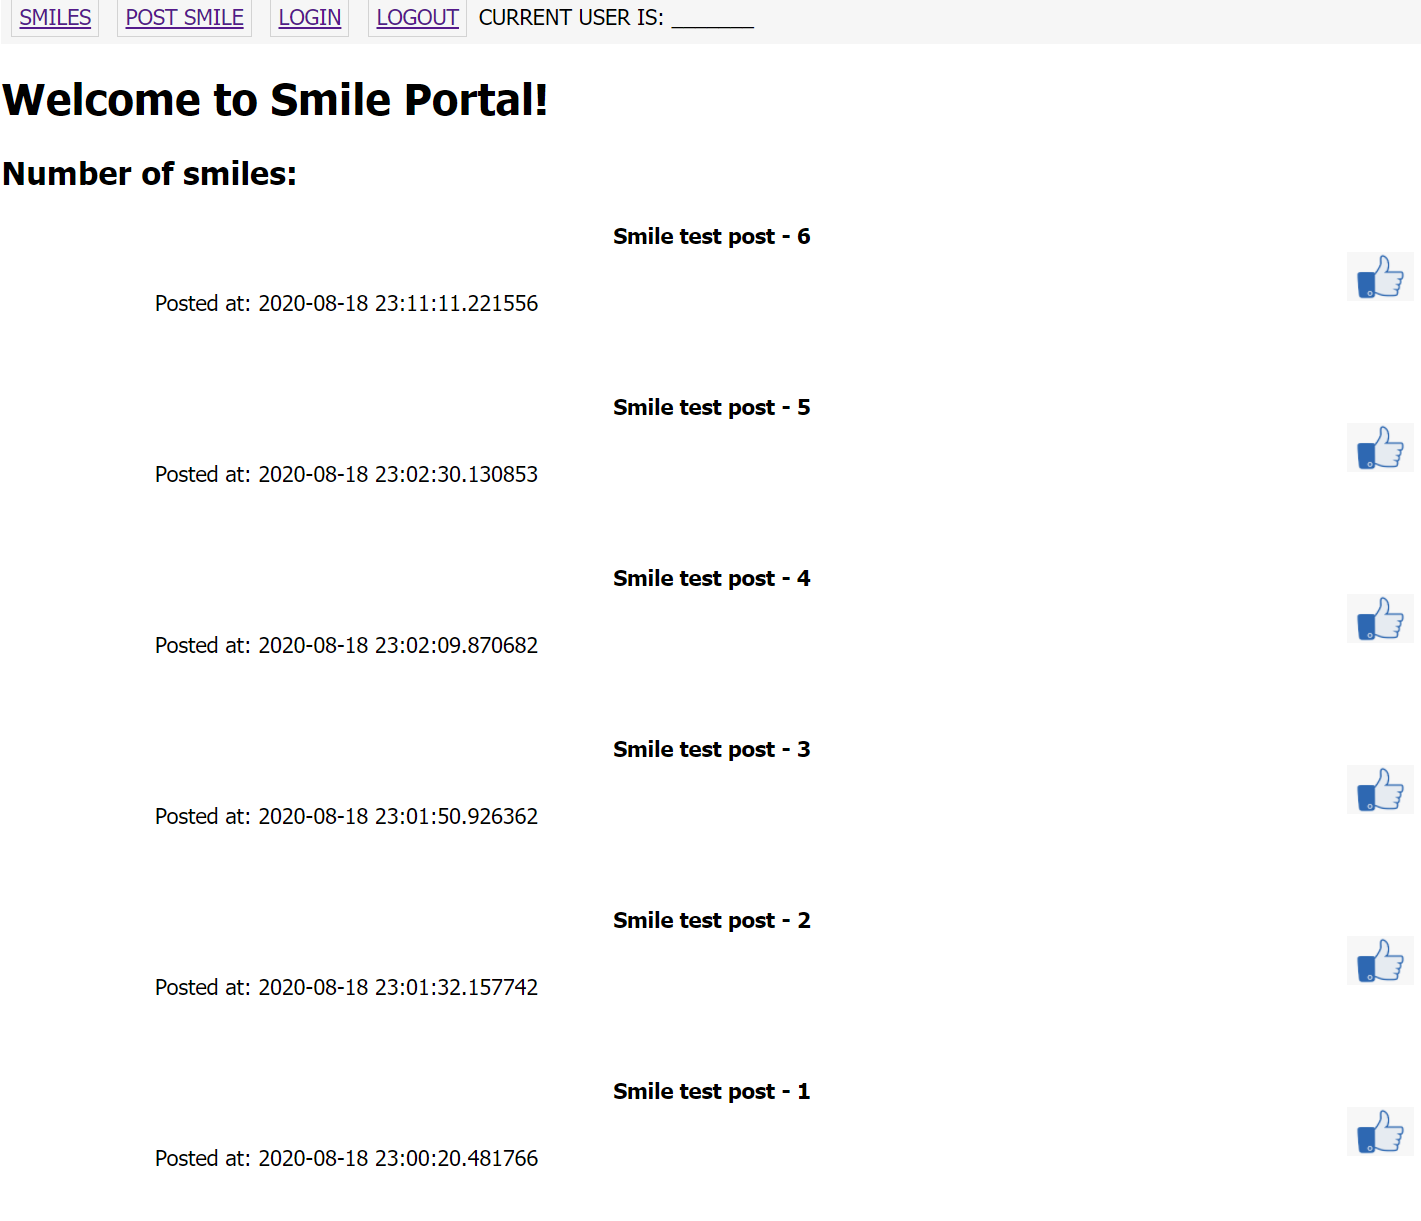 SMILES POST SMILE LOGIN LOGOUT CURRENT USER IS: _______
Welcome to Smile Portal!
Number of smiles:
Smile test post - 6
Posted at: 2020-08-18 23:11:11.221556
Smile test post - 5
Posted at: 2020-08-18 23:02:30.130853
Smile test post - 4
Posted at: 2020-08-18 23:02:09.870682
Smile test post - 3
Posted at: 2020-08-18 23:01:50.926362
Smile test post - 2
Posted at: 2020-08-18 23:01:32.157742
Smile test post - 1
Posted at: 2020-08-18 23:00:20.481766